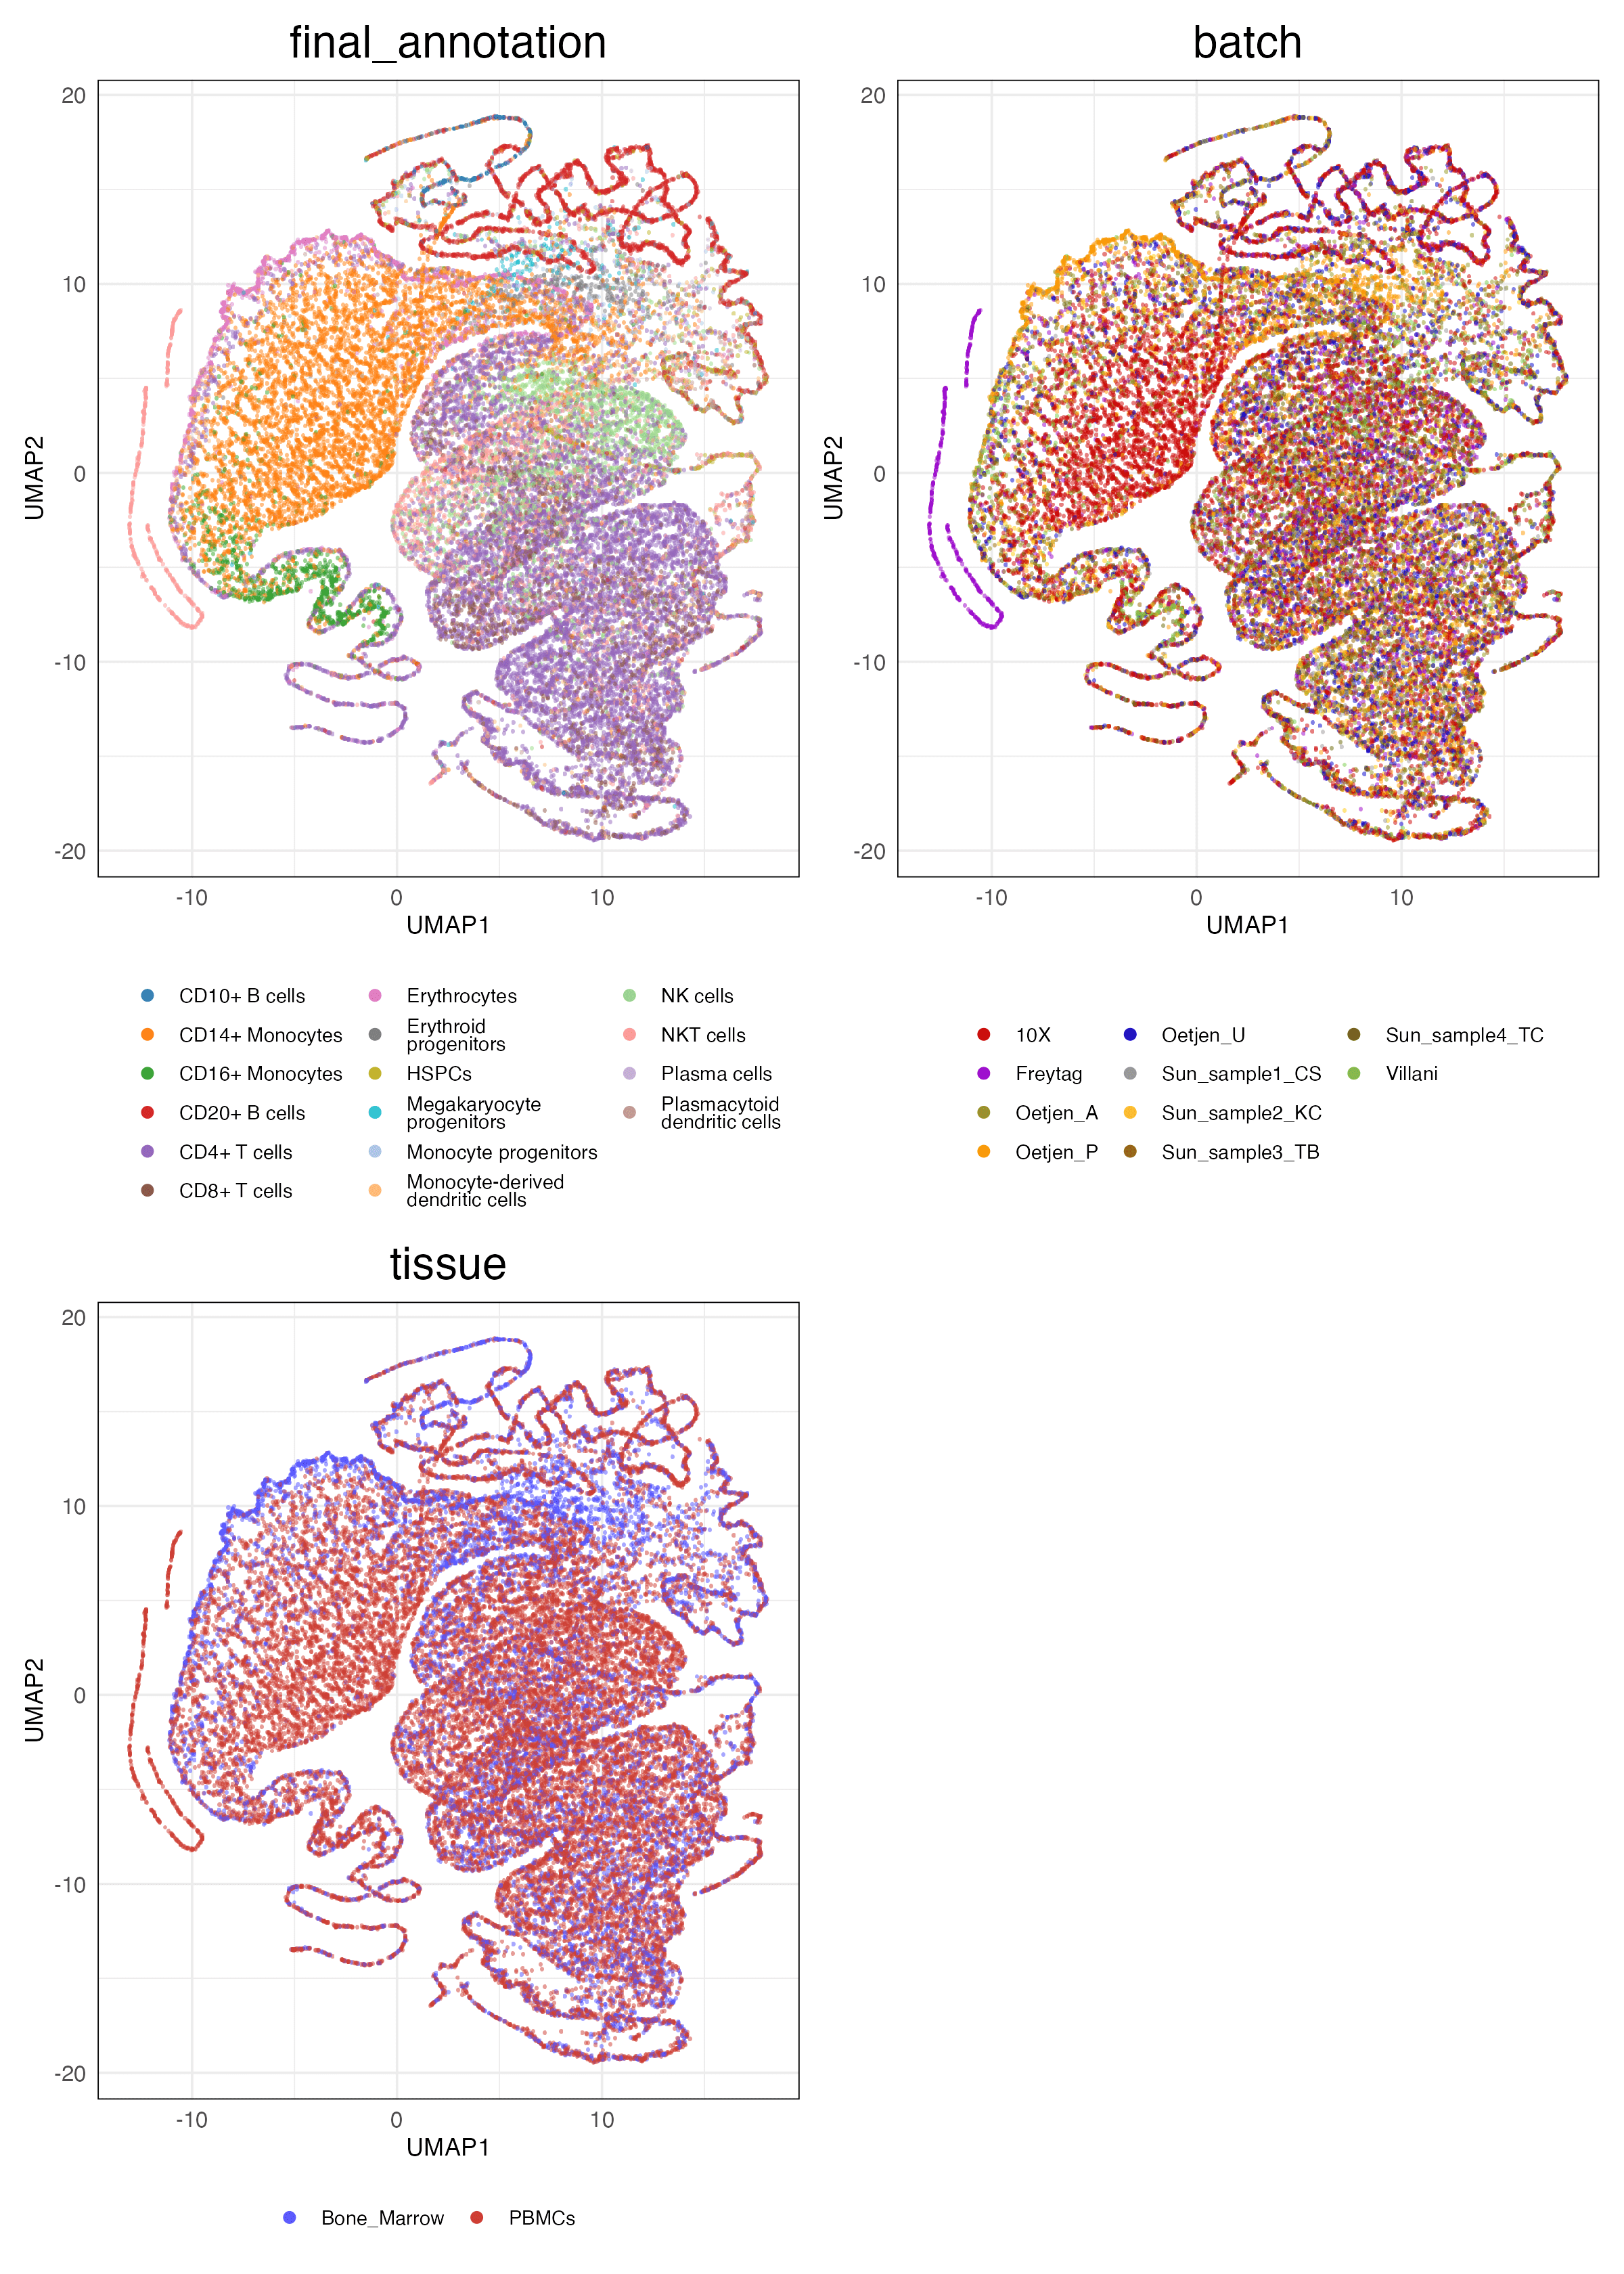 final_annotation
20
10
0
-10
-20
UMAP2
-10 0 10
UMAP1
CD10+ B cells
CD14+ Monocytes
CD16+ Monocytes
CD20+ B cells
CD4+ T cells
CD8+ T cells
Erythrocytes
Erythroid
progenitors
HSPCs
Megakaryocyte
progenitors
Monocyte progenitors
Monocyte-derived
dendritic cells
NK cells
NKT cells
Plasma cells
Plasmacytoid
dendritic cells
batch
20
10
0
-10
-20
UMAP2
-10 0 10
UMAP1
10X
Freytag
Oetjen_A
Oetjen_P
Oetjen_U
Sun_sample1_CS
Sun_sample2_KC
Sun_sample3_TB
Sun_sample4_TC
Villani
tissue
20
10
0
-10
-20
UMAP2
-10 0 10
UMAP1
Bone_Marrow
PBMCs